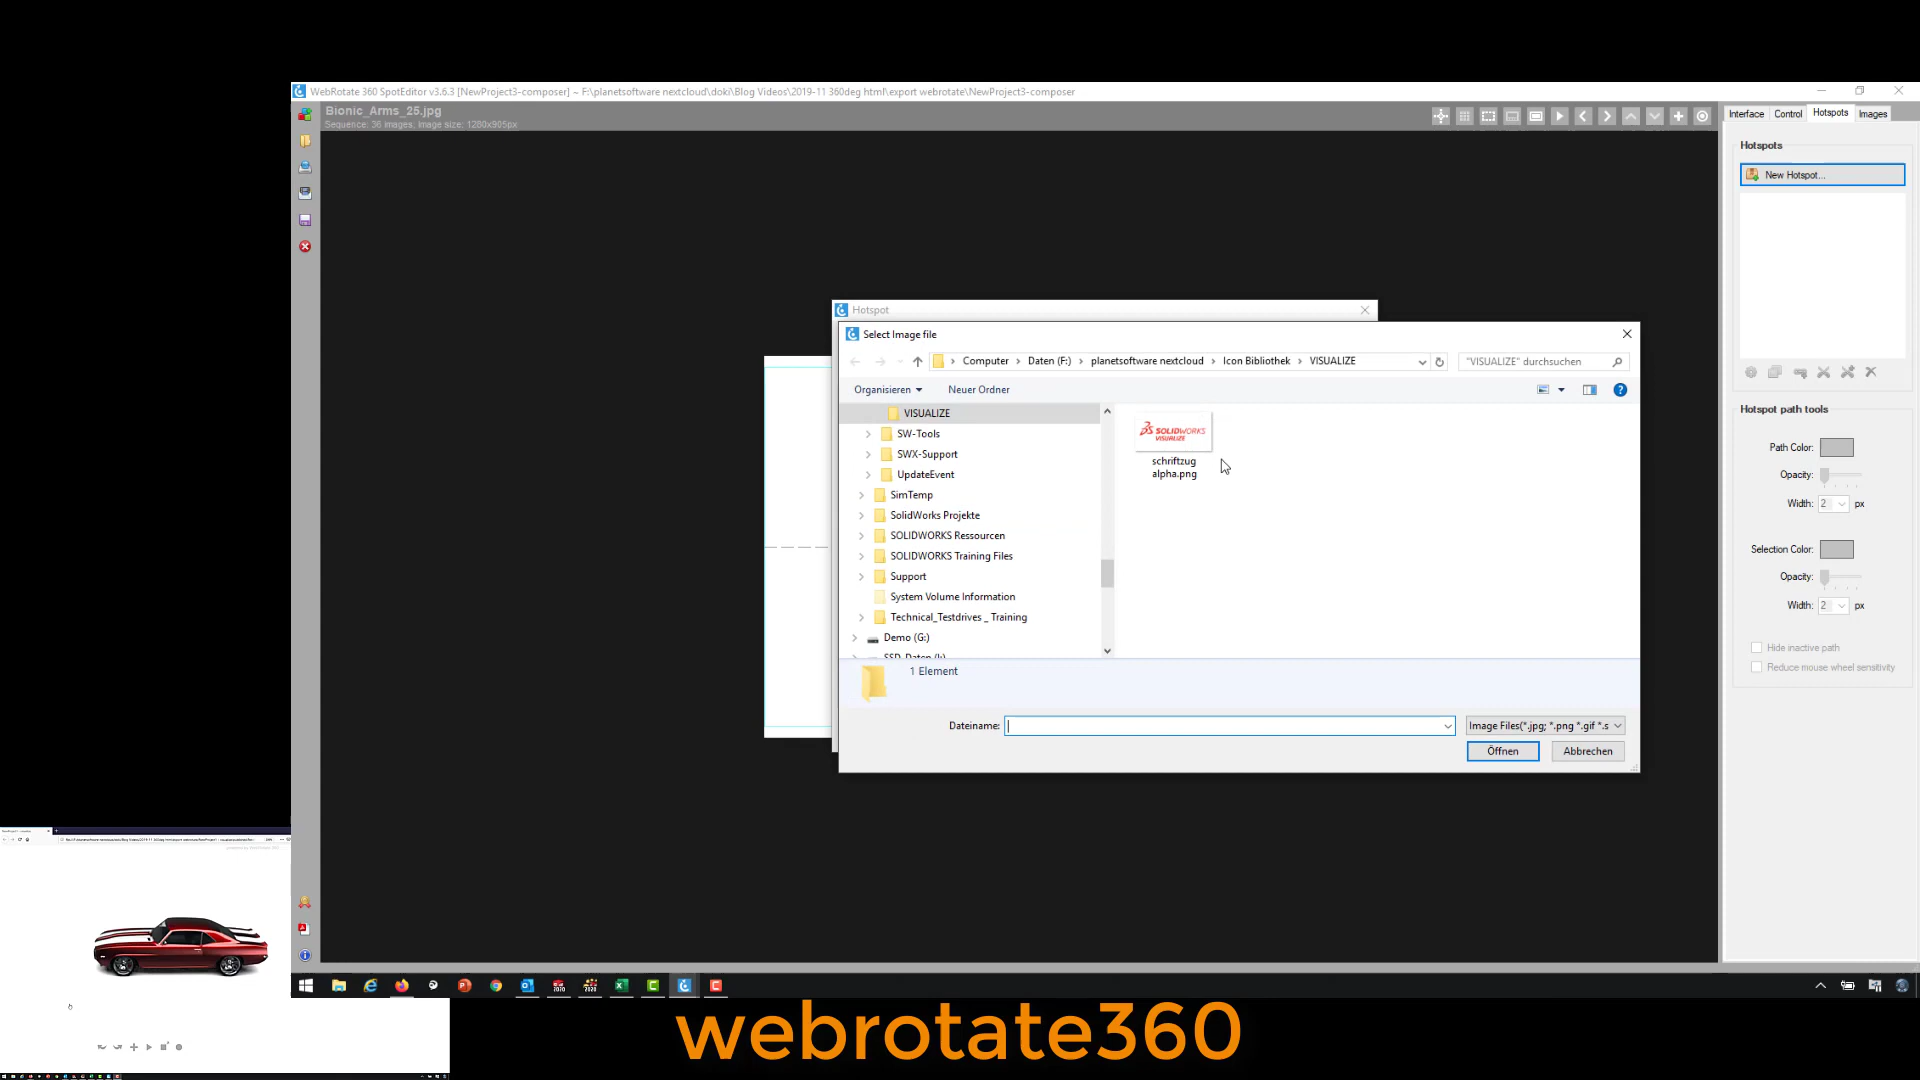 WebRotate 360 SpotEditor v3.6.3 [NewProject3-composer] ~ F:\planetsoftware nextcloud\doki\Blog Videos\2019-11 360deg html\export webrotate\NewProject3-composer
Bionic_Arms_25.jpg
Sequence: 36 images, image size: 1280x905px
Interface
Control
Hotspots
Images
Hotspots
New Hotspot...
Hotspot
Select Image file
Computer
Daten (F:)
planetsoftware nextcloud
Icon Bibliothek
VISUALIZE
"VISUALIZE" durchsuchen
Organisieren
Neuer Ordner
VISUALIZE
SW-Tools
SWX-Support
UpdateEvent
SimTemp
SolidWorks Projekte
SOLIDWORKS Ressourcen
SOLIDWORKS Training Files
Support
System Volume Information
Technical_Testdrives _ Training
Demo (G:)
SOLIDWORKS
VISUALIZE
schriftzug
alpha.png
1 Element
Dateiname:
Image Files(*.jpg; *.png *.gif *.s
Öffnen
Abbrechen
Hotspot path tools
Path Color:
Opacity:
Width: 2 px
Selection Color:
Opacity:
Width: 2 px
Hide inactive path
Reduce mouse wheel sensitivity
webrotate360